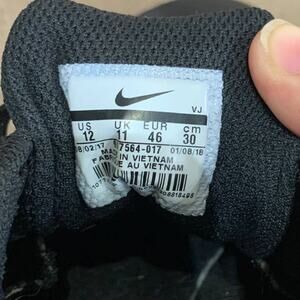 VJ
US UK EUR cm
12 11 46 30
8/02/17 7564-017 01/08/18
IN VIETNAM
AU VIETNAM